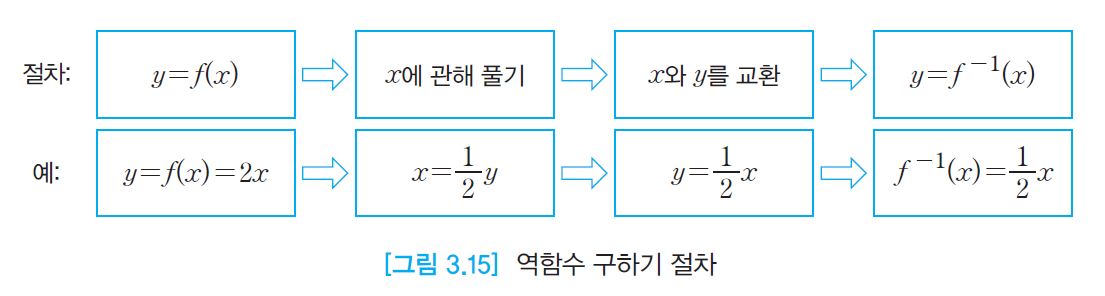 절차: y=f(x) x에 관해 풀기 x와 y를 교환 y=f⁻¹(x)
예: y=f(x)=2x x=1/2y y=1/2x f⁻¹(x)=1/2x
[그림 3.15] 역함수 구하기 절차